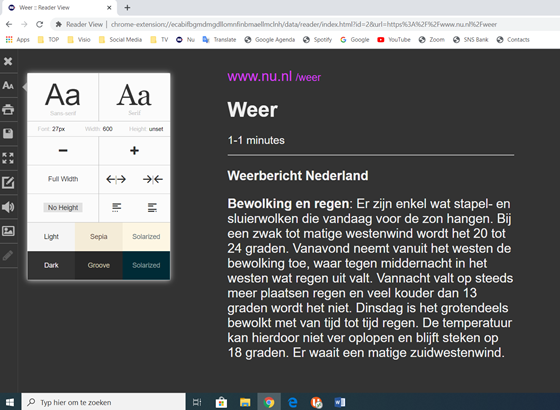 Weer :: Reader View
Reader View | chrome-extension://ecabifbgmdmgdllomnfinbmaellmclnh/data/reader/index.html?id=2&url=https%3A%2F%2Fwww.nu.nl%2Fweer
Apps TOP Visio Social Media TV Nu Translate Google Agenda Spotify Google YouTube Zoom SNS Bank Contacts
www.nu.nl /weer
Aa Aa
Sans-serif Serif
Weer
Font: 27px Width: 600 Height: unset
1-1 minutes
− +
Full Width
Weerbericht Nederland
No Height
Bewolking en regen: Er zijn enkel wat stapel- en
sluierwolken die vandaag voor de zon hangen. Bij
een zwak tot matige westenwind wordt het 20 tot
24 graden. Vanavond neemt vanuit het westen de
bewolking toe, waar tegen middernacht in het
westen wat regen uit valt. Vannacht valt op steeds
meer plaatsen regen en veel kouder dan 13
graden wordt het niet. Dinsdag is het grotendeels
bewolkt met van tijd tot tijd regen. De temperatuur
kan hierdoor niet ver oplopen en blijft steken op
18 graden. Er waait een matige zuidwestenwind.
Light Sepia Solarized
Dark Groove Solarized
Typ hier om te zoeken